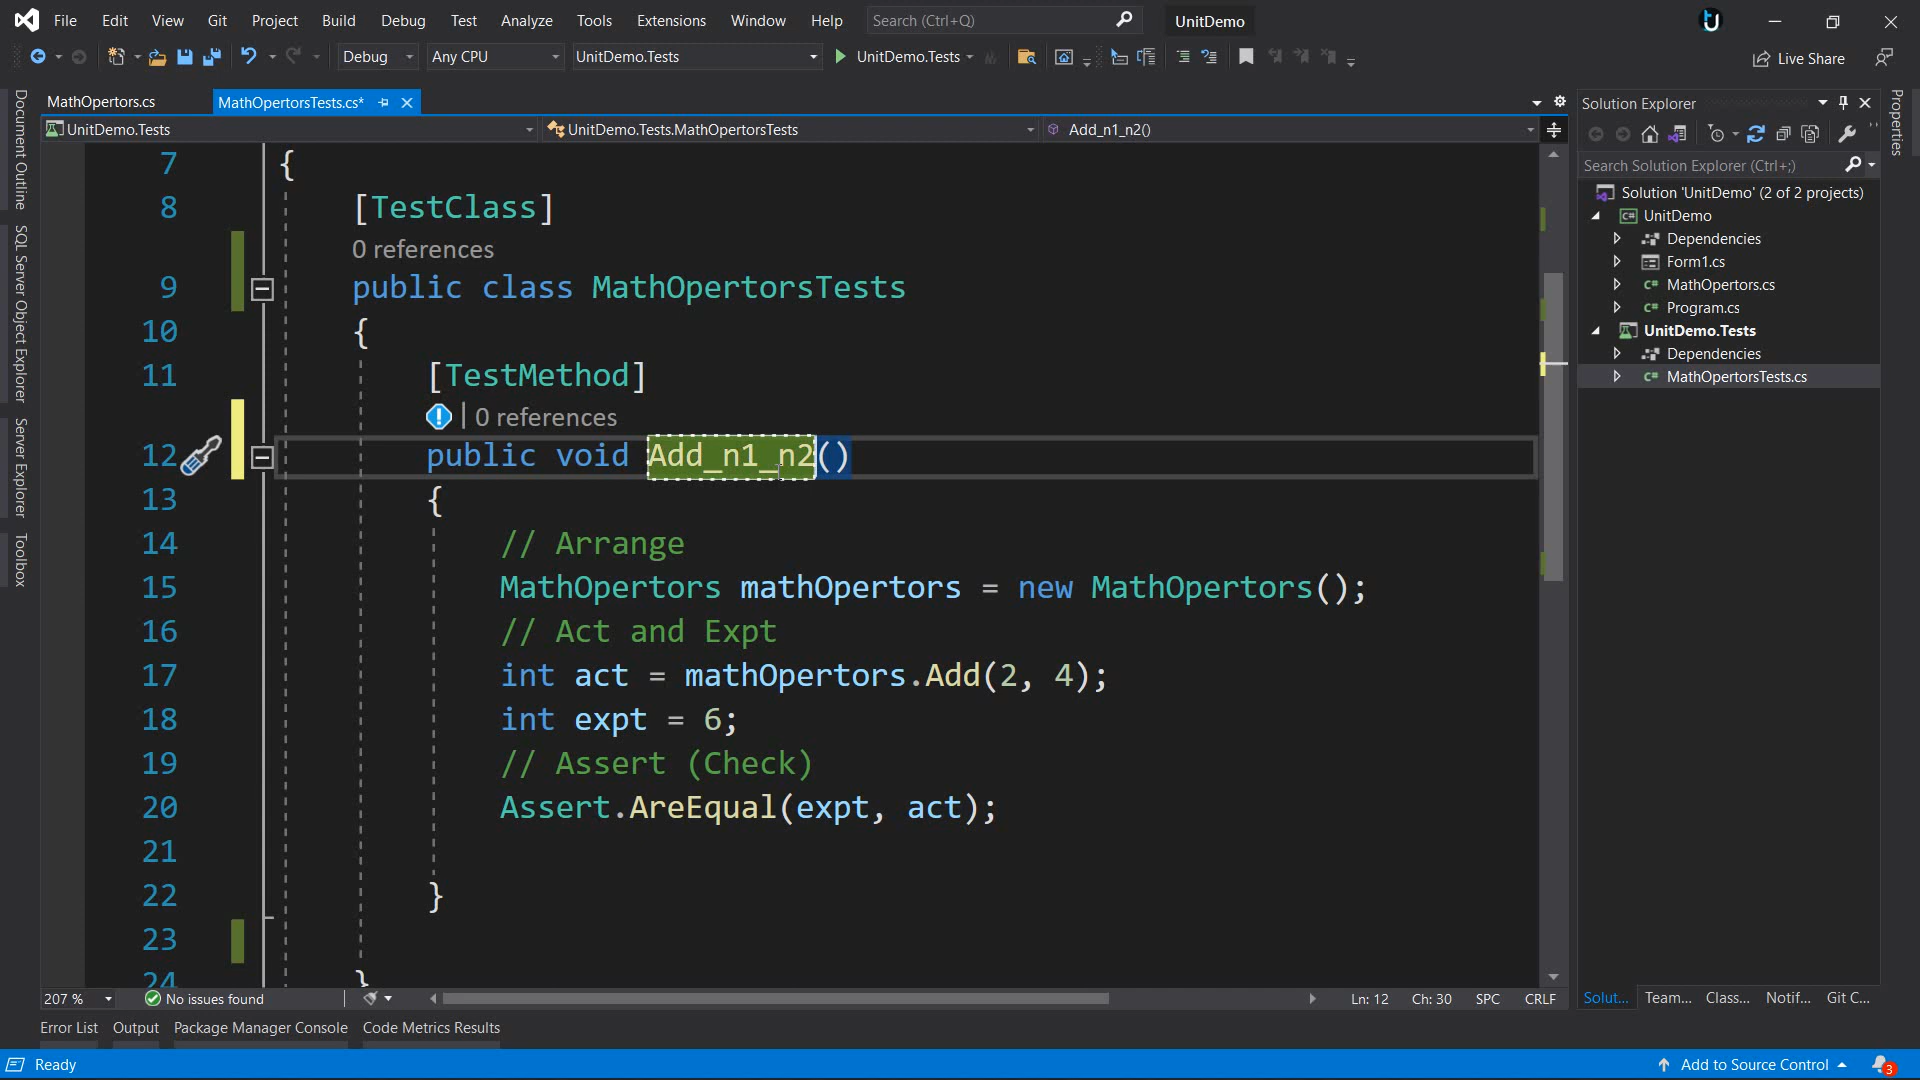 File Edit View Git Project Build Debug Test Analyze Tools Extensions Window Help Search (Ctrl+Q) UnitDemo
Debug Any CPU UnitDemo.Tests UnitDemo.Tests Live Share
MathOpertors.cs MathOpertorsTests.cs*
UnitDemo.Tests UnitDemo.Tests.MathOpertorsTests Add_n1_n2()
Document Outline
SQL Server Object Explorer
Server Explorer
Toolbox
7 {
8 [TestClass]
0 references
9 public class MathOpertorsTests
10 {
11 [TestMethod]
| 0 references
12 public void Add_n1_n2()
13 {
14 // Arrange
15 MathOpertors mathOpertors = new MathOpertors();
16 // Act and Expt
17 int act = mathOpertors.Add(2, 4);
18 int expt = 6;
19 // Assert (Check)
20 Assert.AreEqual(expt, act);
21
22 }
23
24 }
207 % No issues found Ln: 12 Ch: 30 SPC CRLF
Error List Output Package Manager Console Code Metrics Results
Solution Explorer
Search Solution Explorer (Ctrl+;)
Solution 'UnitDemo' (2 of 2 projects)
C# UnitDemo
Dependencies
Form1.cs
C# MathOpertors.cs
C# Program.cs
UnitDemo.Tests
Dependencies
C# MathOpertorsTests.cs
Solut... Team... Class... Notif... Git C...
Properties
Ready Add to Source Control 3